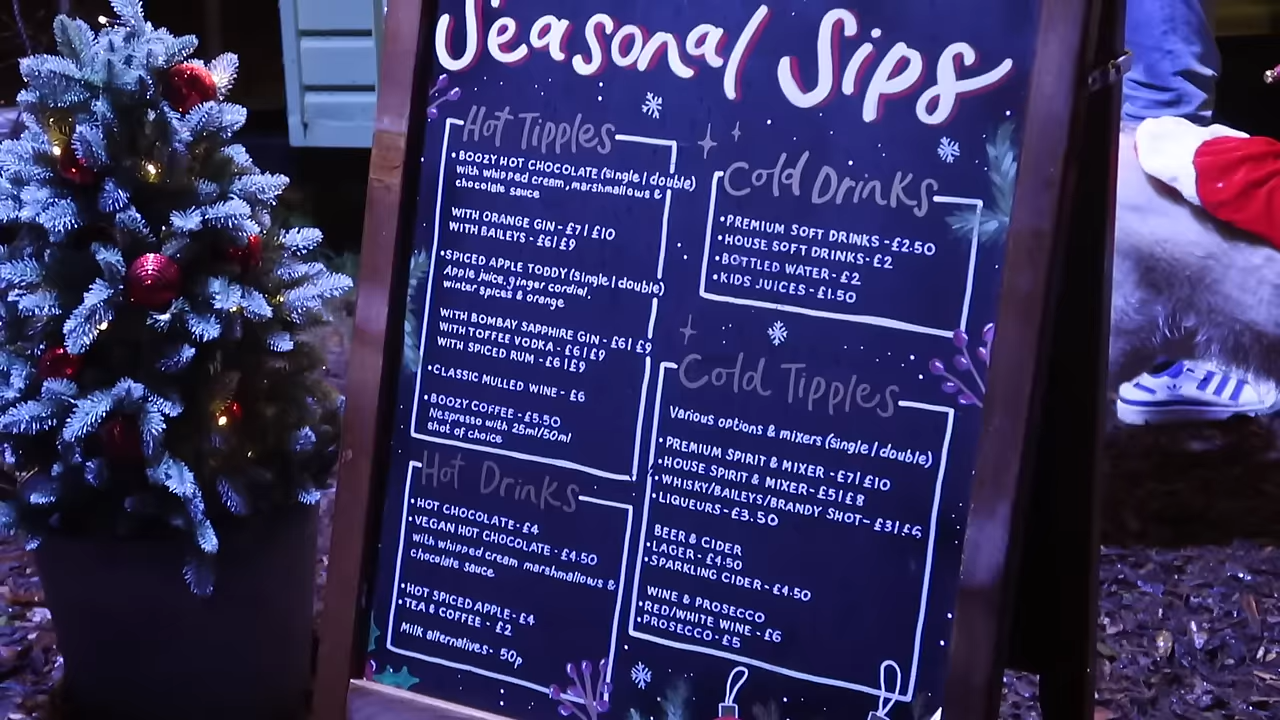 Seasonal Sips
Hot Tipples
• BOOZY HOT CHOCOLATE (single | double)
with whipped cream, marshmallows &
chocolate sauce
WITH ORANGE GIN - £7 | £10
WITH BAILEYS - £6 | £9
• SPICED APPLE TODDY (single | double)
Apple juice, ginger cordial,
winter spices & orange
WITH BOMBAY SAPPHIRE GIN - £6 | £9
WITH TOFFEE VODKA - £6 | £9
WITH SPICED RUM - £6 | £9
• CLASSIC MULLED WINE - £6
• BOOZY COFFEE - £5.50
Nespresso with 25ml/50ml
shot of choice
Hot Drinks
• HOT CHOCOLATE - £4
• VEGAN HOT CHOCOLATE - £4.50
with whipped cream marshmallows &
chocolate sauce
• HOT SPICED APPLE - £4
• TEA & COFFEE - £2
Milk alternatives - 50p
Cold Drinks
• PREMIUM SOFT DRINKS - £2.50
• HOUSE SOFT DRINKS - £2
• BOTTLED WATER - £2
• KIDS JUICES - £1.50
Cold Tipples
Various options & mixers (single | double)
• PREMIUM SPIRIT & MIXER - £7 | £10
• HOUSE SPIRIT & MIXER - £5 | £8
• WHISKY/BAILEYS/BRANDY SHOT - £3 | £6
• LIQUEURS - £3.50
BEER & CIDER
• LAGER - £4.50
• SPARKLING CIDER - £4.50
WINE & PROSECCO
• RED/WHITE WINE - £6
• PROSECCO - £5